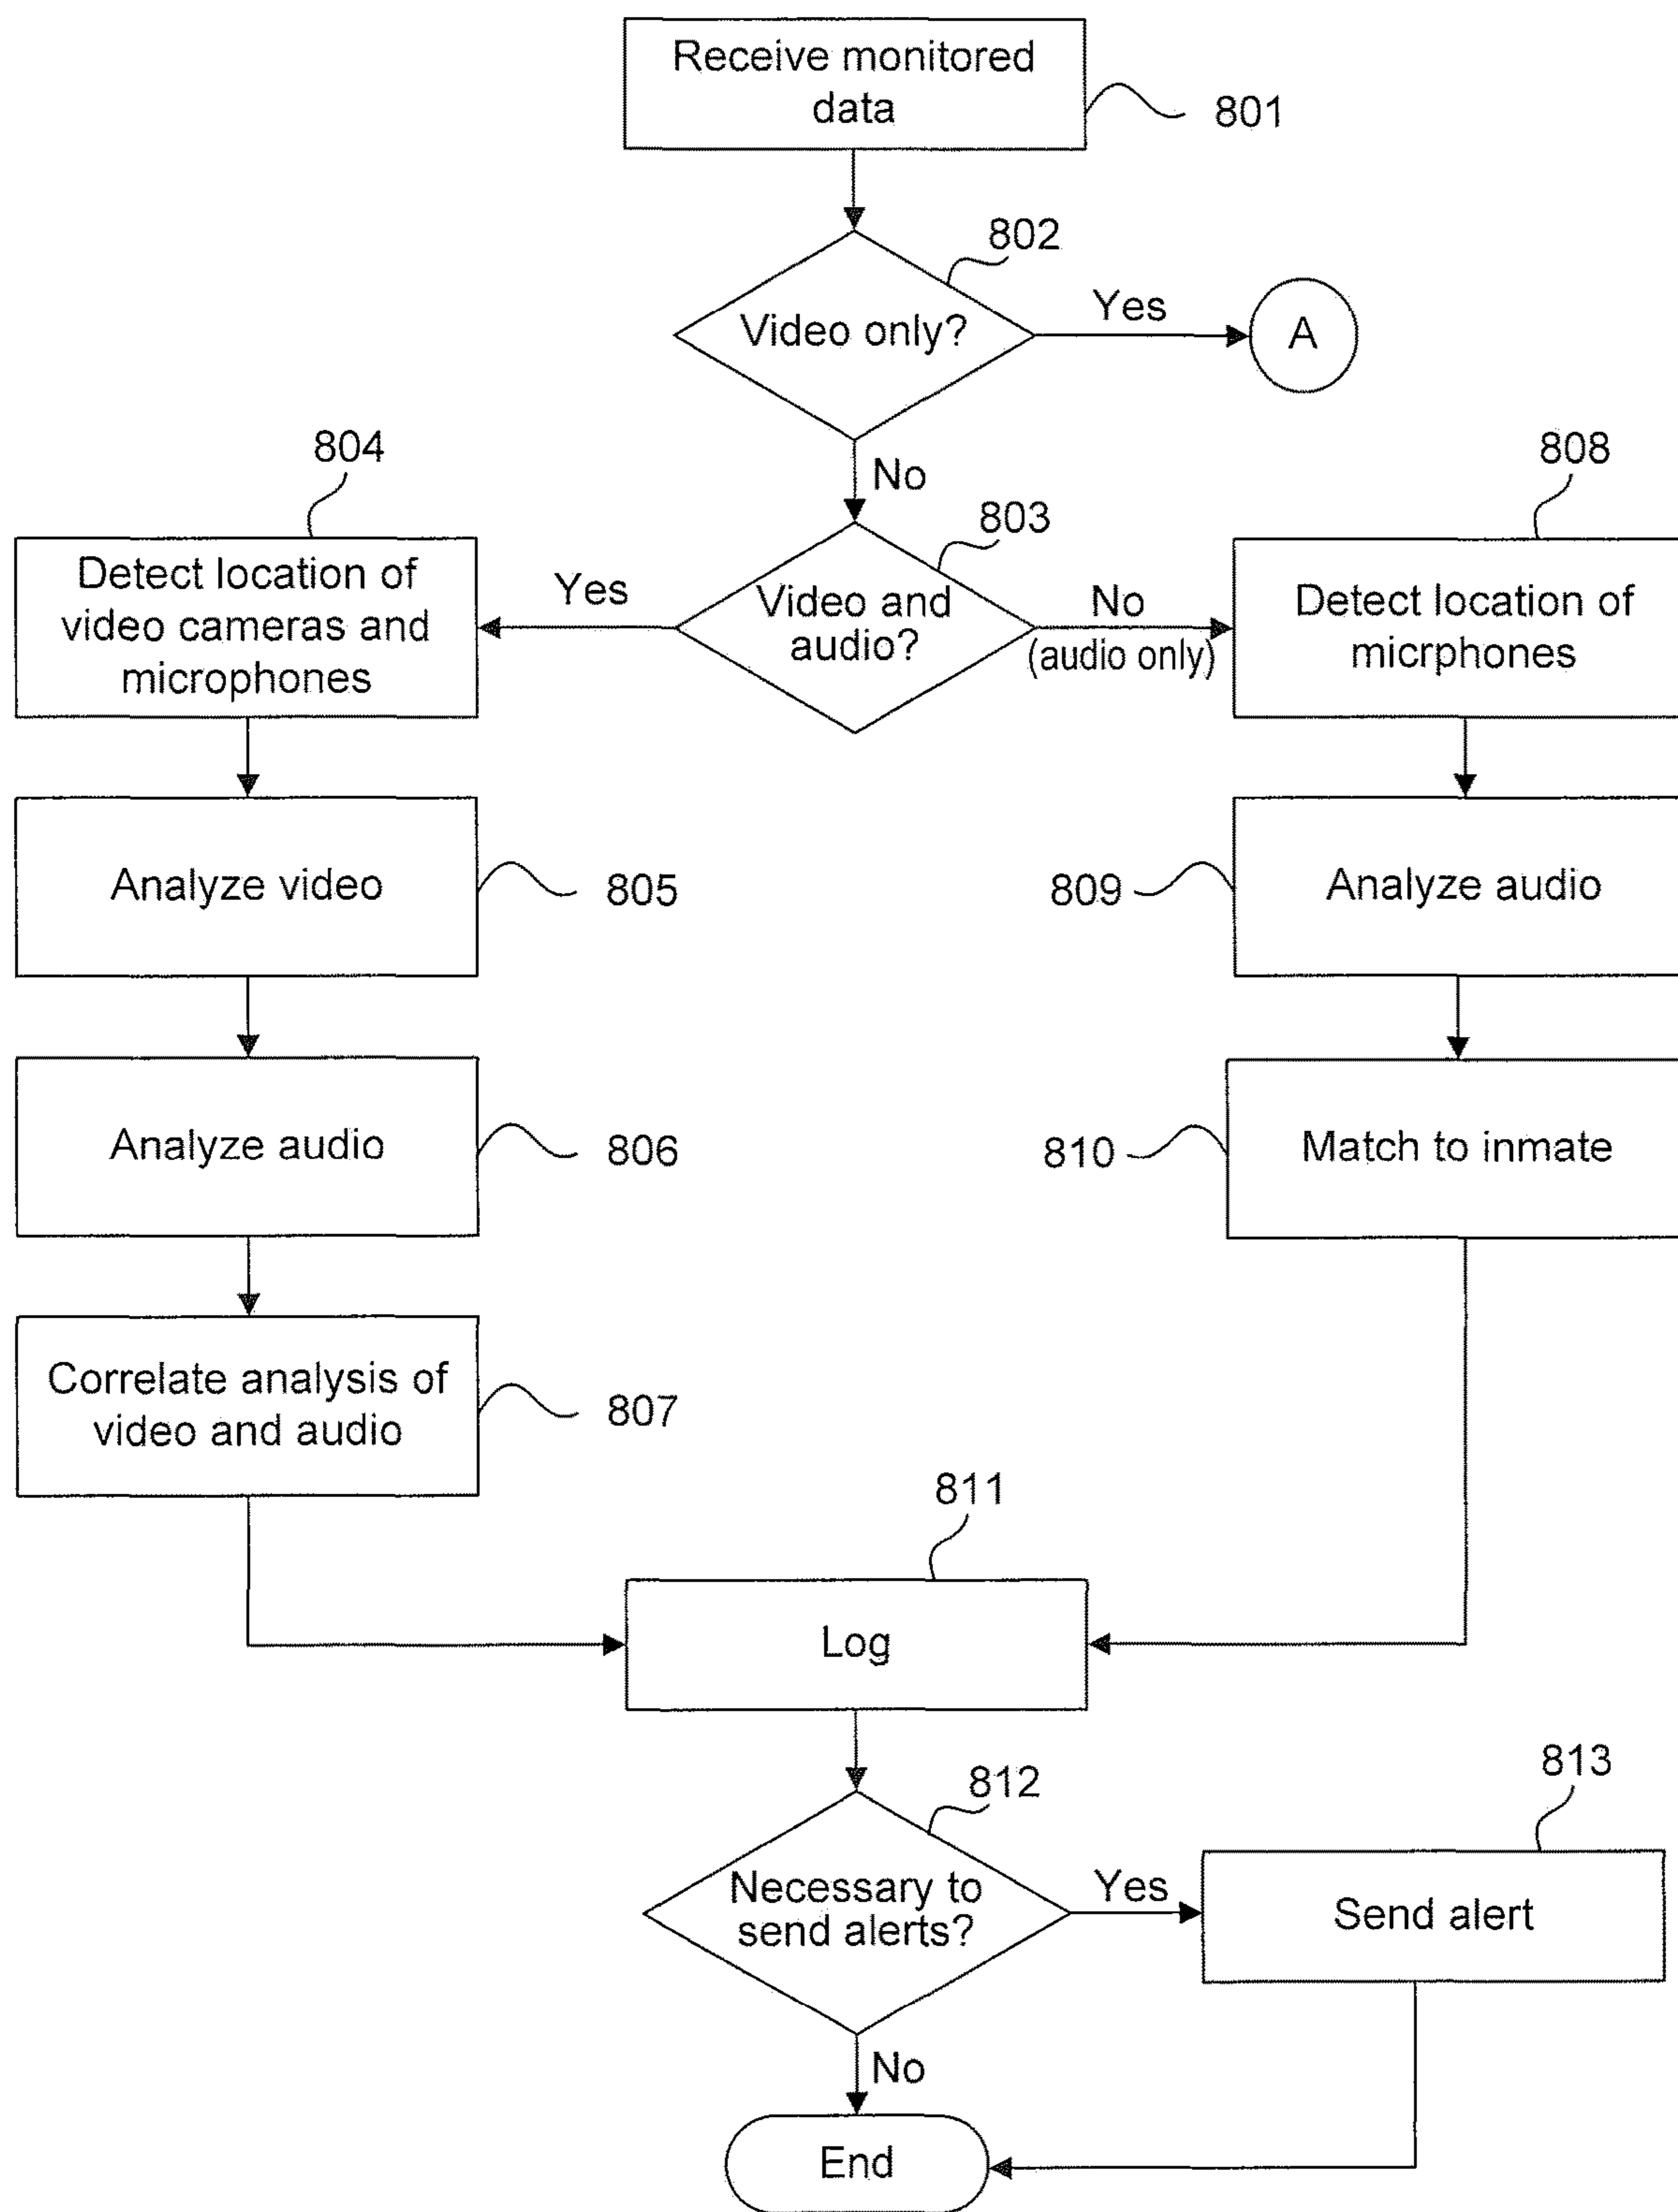 Receive monitored
data
801
802
Video only?
Yes
A
No
804
808
803
Detect location of
video cameras and
microphones
Yes
Video and
audio?
No
(audio only)
Detect location of
micrphones
Analyze video
805
809
Analyze audio
Analyze audio
806
810
Match to inmate
Correlate analysis of
video and audio
807
811
Log
812
813
Necessary to
send alerts?
Yes
Send alert
No
End